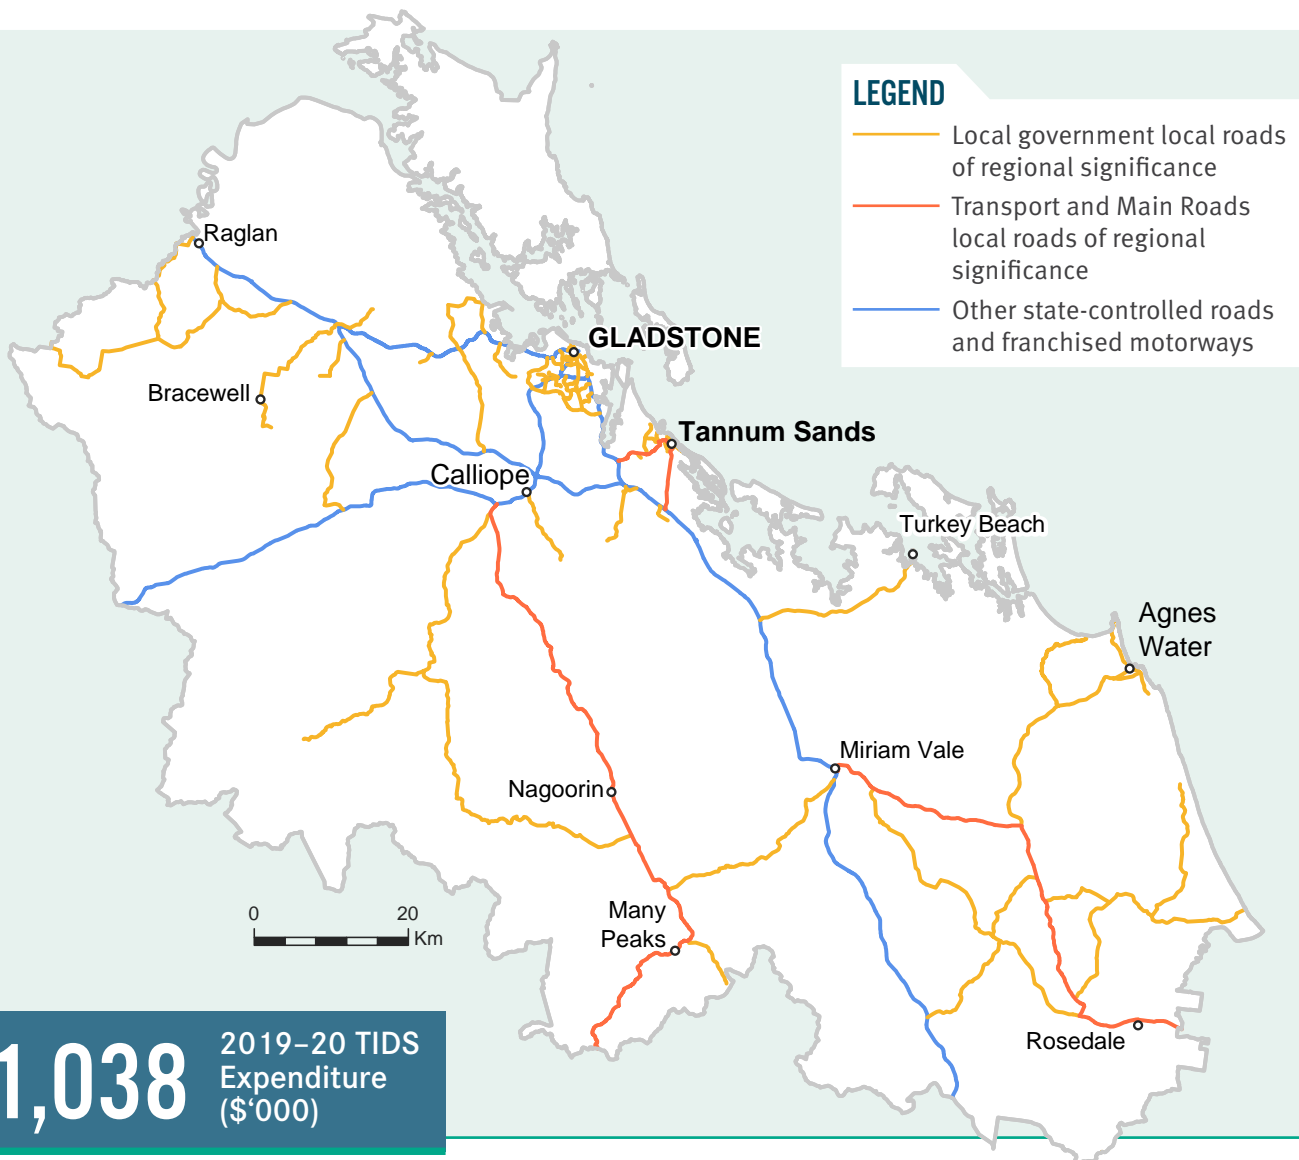 LEGEND
Local government local roads
of regional significance
Transport and Main Roads
local roads of regional
significance
Other state-controlled roads
and franchised motorways
Raglan
GLADSTONE
Bracewell
Tannum Sands
Calliope
Turkey Beach
Agnes
Water
Miriam Vale
Nagoorin
Many
Peaks
0 20
Km
Rosedale
1,038
2019–20 TIDS
Expenditure
($‘000)